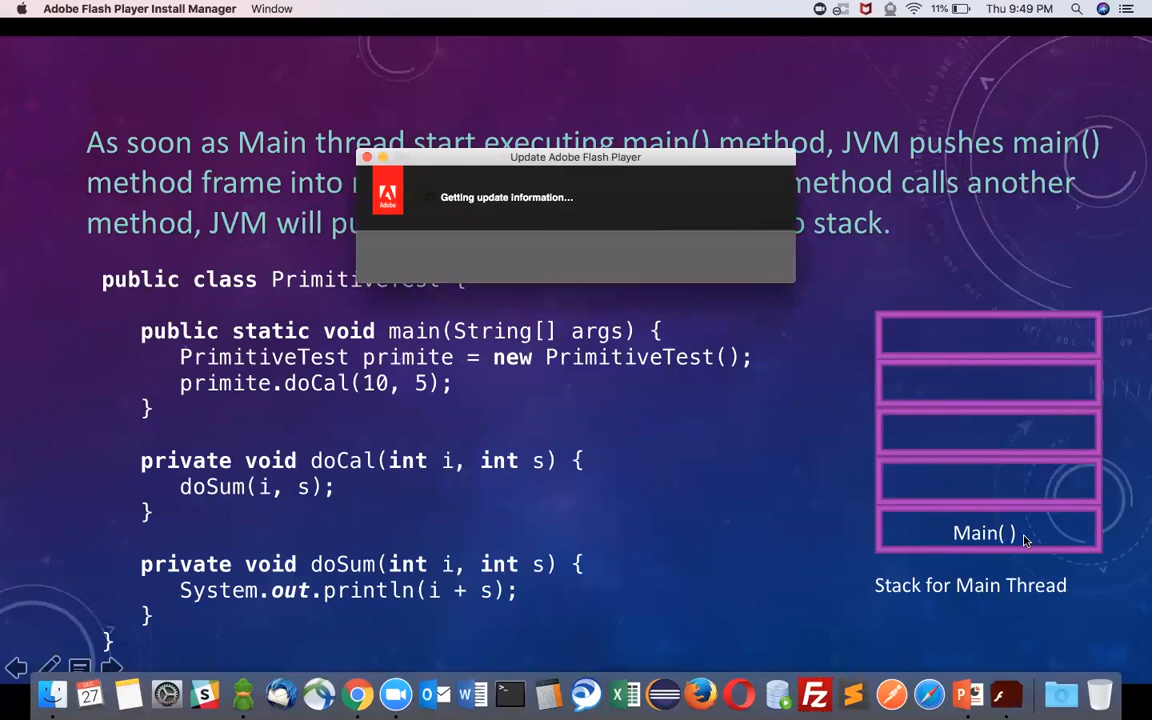 Adobe Flash Player Install Manager Window 11% Thu 9:49 PM
As soon as Main thread start executing main() method, JVM pushes main()
Update Adobe Flash Player
Adobe
Getting update information...
method frame into method calls another
method, JVM will stack.
public class
public static void main(String[] args) {
PrimitiveTest primite = new PrimitiveTest();
primite.doCal(10, 5);
}
private void doCal(int i, int s) {
doSum(i, s);
}
private void doSum(int i, int s) {
System.out.println(i + s);
}
}
Main( )
Stack for Main Thread
DEC
27